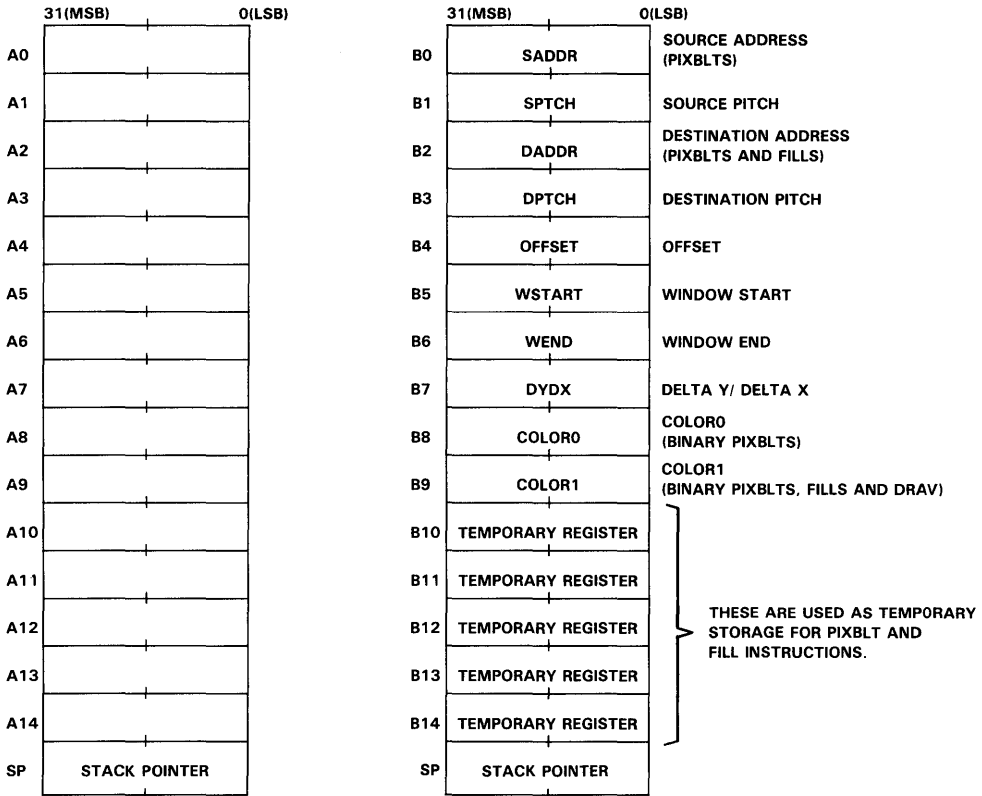 31(MSB) 0(LSB) 31(MSB) 0(LSB)
A0 B0 SADDR SOURCE ADDRESS
(PIXBLTS)
A1 B1 SPTCH SOURCE PITCH
A2 B2 DADDR DESTINATION ADDRESS
(PIXBLTS AND FILLS)
A3 B3 DPTCH DESTINATION PITCH
A4 B4 OFFSET OFFSET
A5 B5 WSTART WINDOW START
A6 B6 WEND WINDOW END
A7 B7 DYDX DELTA Y/ DELTA X
A8 B8 COLOR0 COLOR0
(BINARY PIXBLTS)
A9 B9 COLOR1 COLOR1
(BINARY PIXBLTS, FILLS AND DRAV)
A10 B10 TEMPORARY REGISTER
A11 B11 TEMPORARY REGISTER
A12 B12 TEMPORARY REGISTER
A13 B13 TEMPORARY REGISTER
A14 B14 TEMPORARY REGISTER
THESE ARE USED AS TEMPORARY
STORAGE FOR PIXBLT AND
FILL INSTRUCTIONS.
SP STACK POINTER SP STACK POINTER